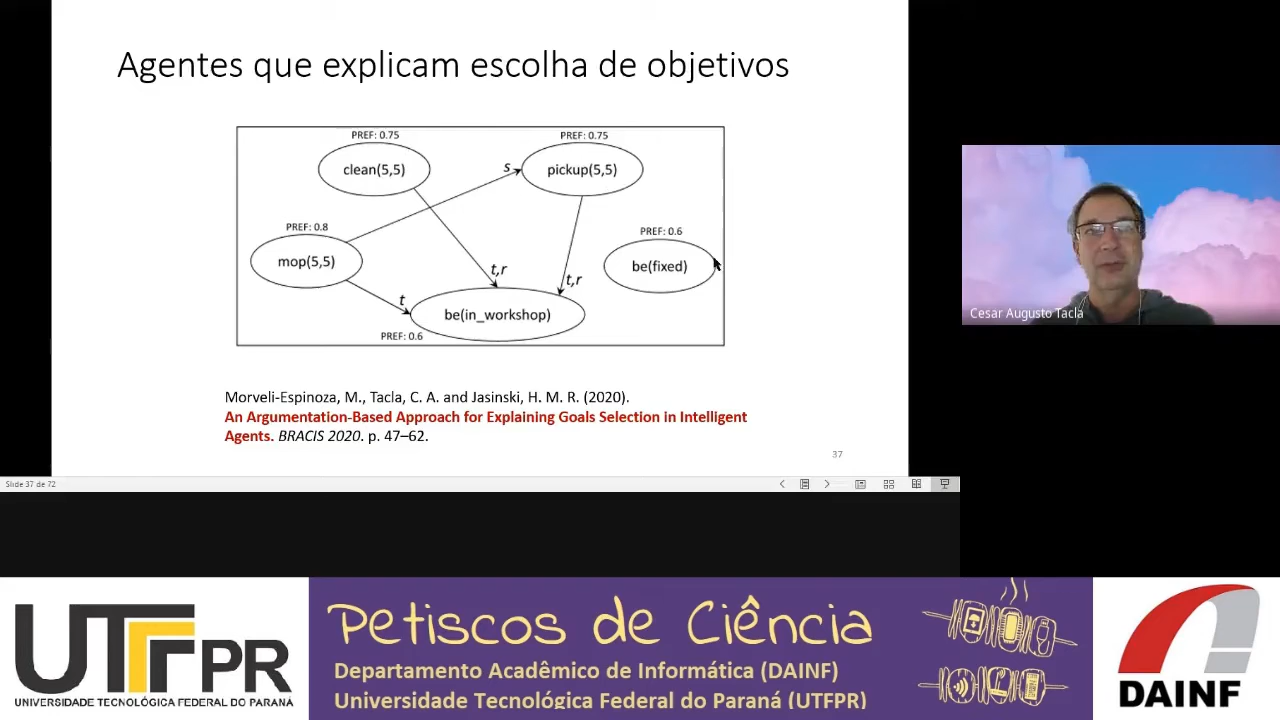 Agentes que explicam escolha de objetivos
PREF: 0.75
PREF: 0.75
clean(5,5)
s
pickup(5,5)
PREF: 0.8
PREF: 0.6
mop(5,5)
be(fixed)
t,r
t,r
t
be(in_workshop)
PREF: 0.6
Morveli-Espinoza, M., Tacla, C. A. and Jasinski, H. M. R. (2020).
An Argumentation-Based Approach for Explaining Goals Selection in Intelligent
Agents. BRACIS 2020. p. 47–62.
37
Slide 37 de 72
Cesar Augusto Tacla
UTFPR
UNIVERSIDADE TECNOLÓGICA FEDERAL DO PARANÁ
Petiscos de Ciência
Departamento Acadêmico de Informática (DAINF)
Universidade Tecnológica Federal do Paraná (UTFPR)
DAINF